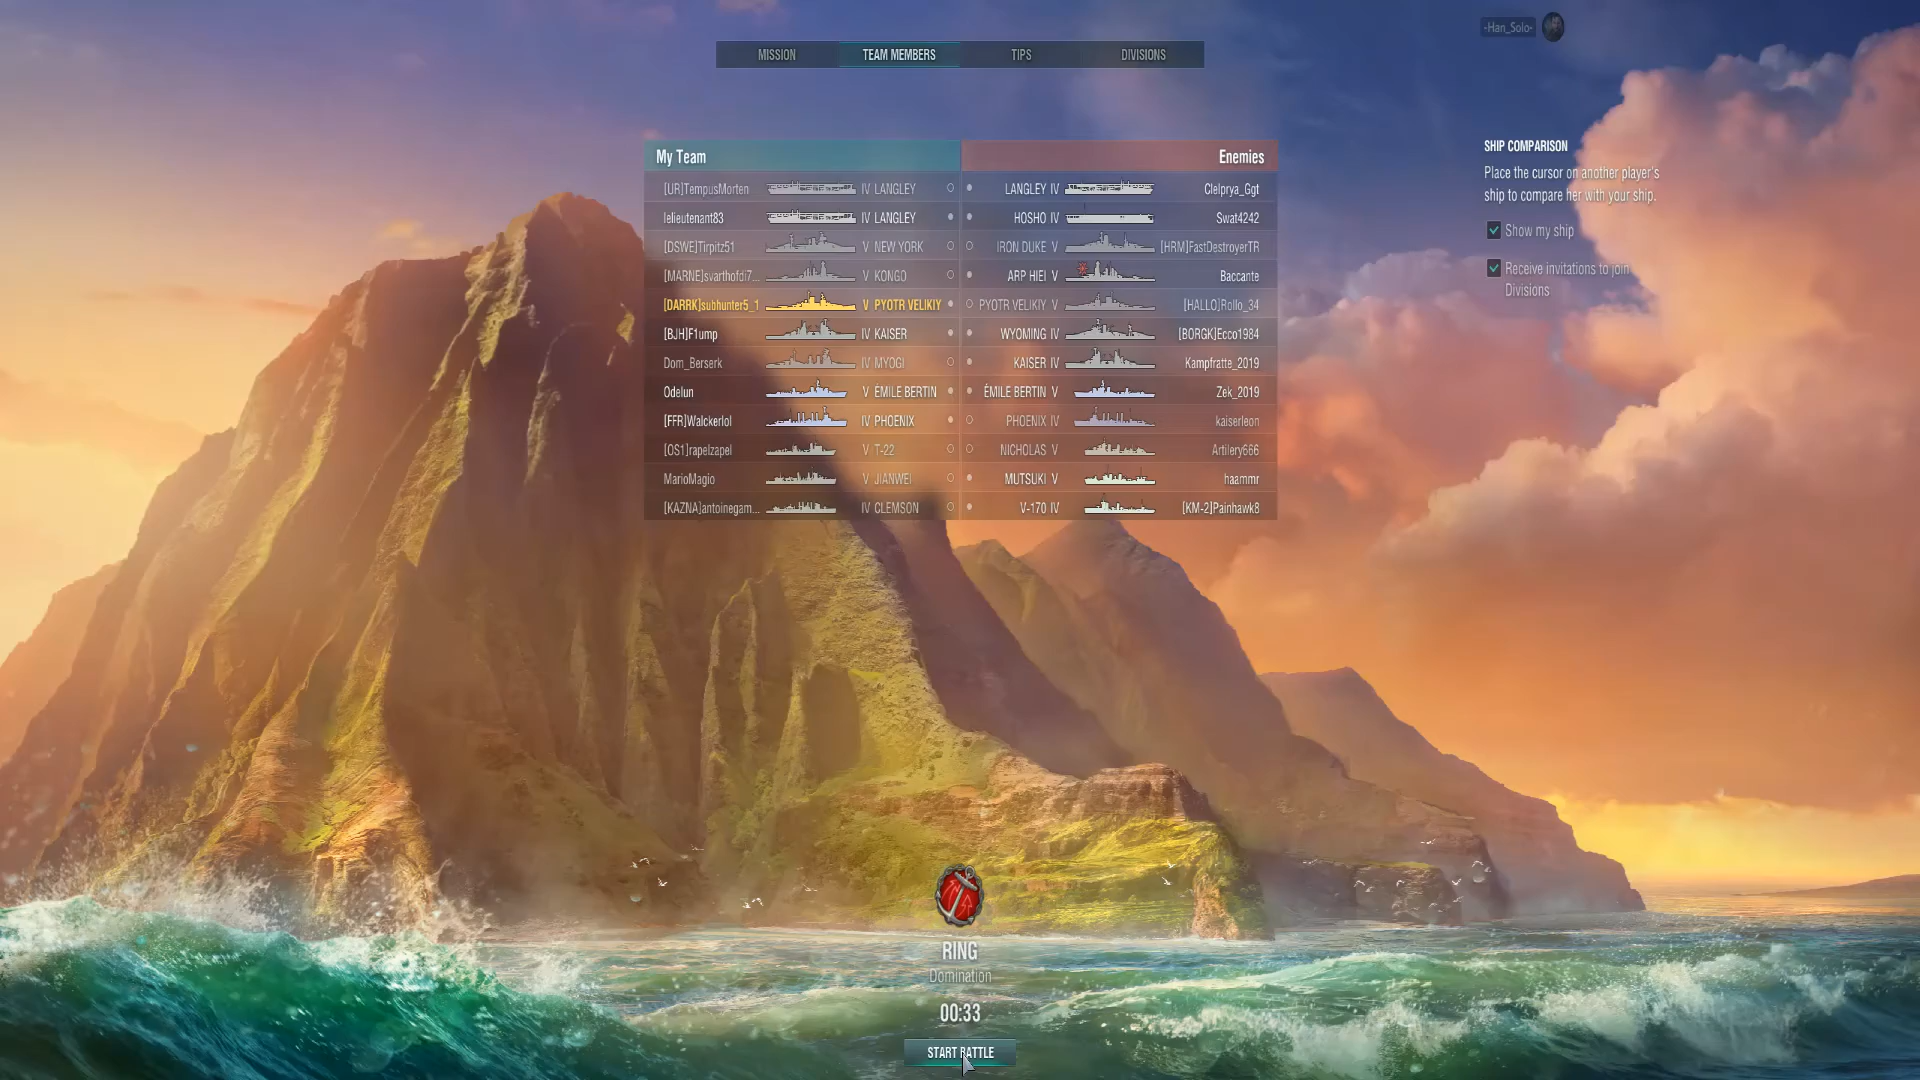 -Han_Solo-
MISSION TEAM MEMBERS TIPS DIVISIONS
My Team Enemies
[UR]TempusMorten IV LANGLEY LANGLEY IV Clelprya_Ggt
lelieutenant83 IV LANGLEY HOSHO IV Swat4242
[DSWE]Tirpitz51 V NEW YORK IRON DUKE V [HRM]FastDestroyerTR
[MARNE]svarthofdi7... V KONGO ARP HIEI V Baccante
[DARRK]subhunter5_1 V PYOTR VELIKIY PYOTR VELIKIY V [HALLO]Rollo_34
[BJH]F1ump IV KAISER WYOMING IV [BORGK]Ecco1984
Dom_Berserk IV MYOGI KAISER IV Kampfratte_2019
Odelun V ÉMILE BERTIN ÉMILE BERTIN V Zek_2019
[FFR]Walckerlol IV PHOENIX PHOENIX IV kaiserleon
[OS1]rapelzapel V T-22 NICHOLAS V Artilery666
MarioMagio V JIANWEI MUTSUKI V haammr
[KAZNA]antoinegam... IV CLEMSON V-170 IV [KM-2]Painhawk8
SHIP COMPARISON
Place the cursor on another player's
ship to compare her with your ship.
Show my ship
Receive invitations to join
Divisions
RING
Domination
00:33
START BATTLE